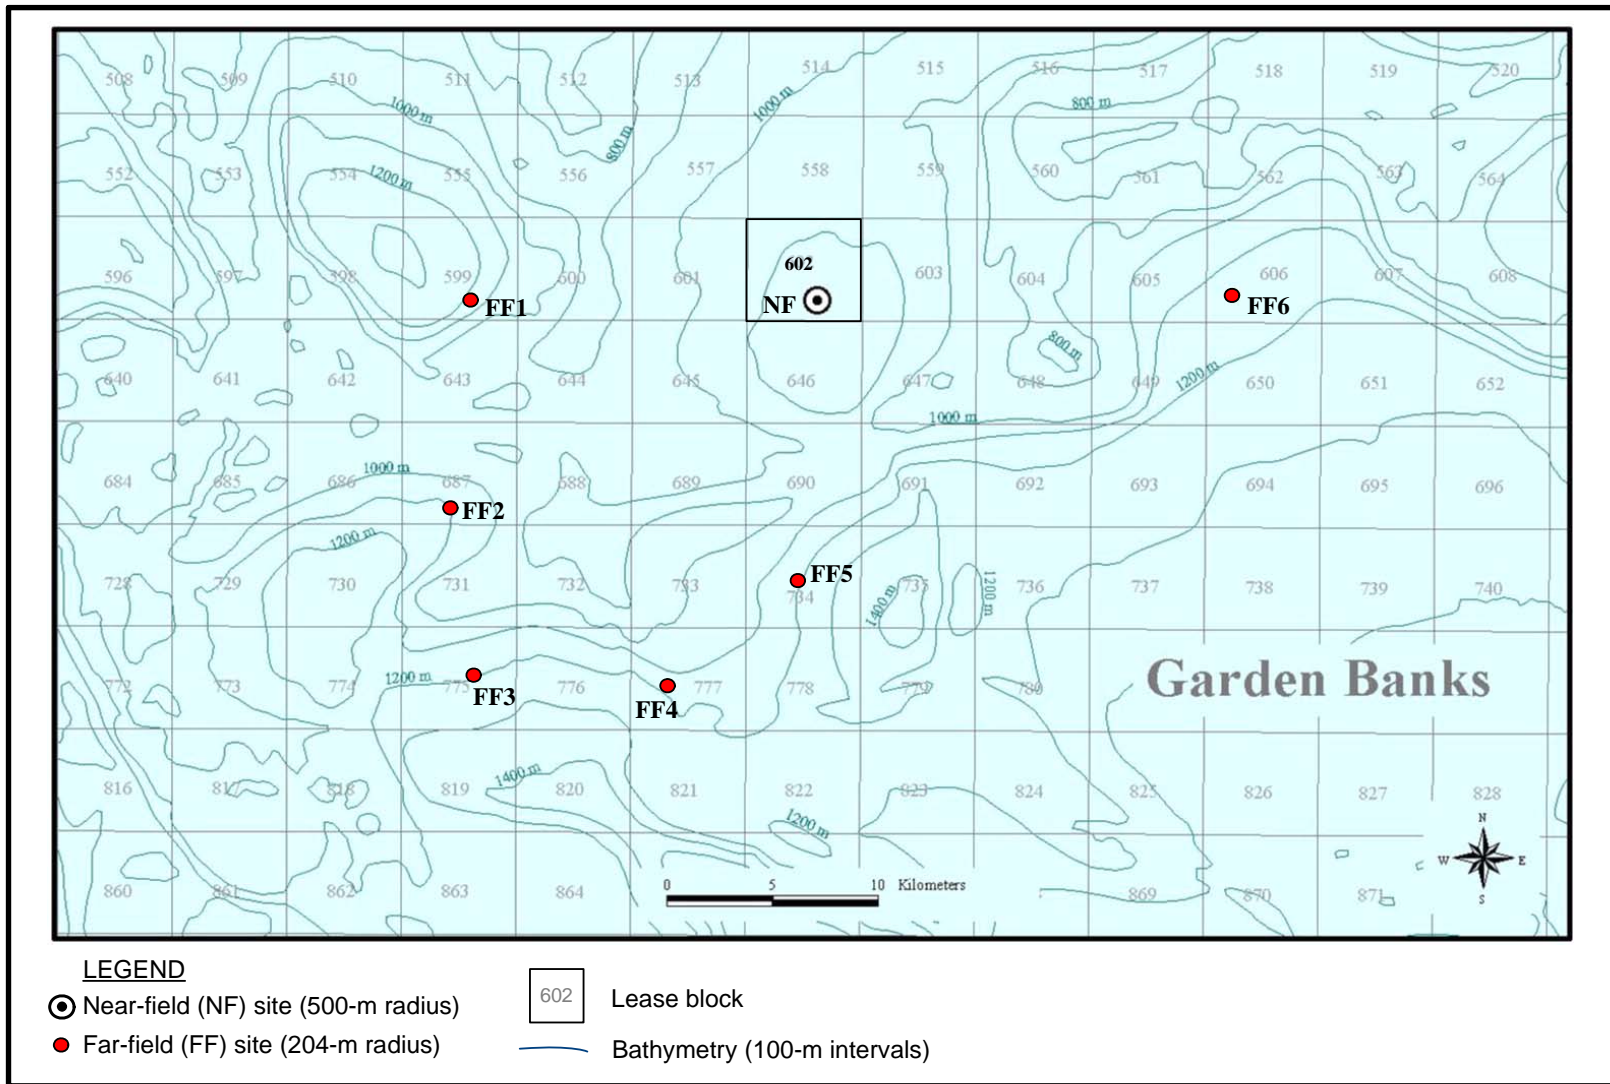 508 509 510 511 512 513 514 515 516 517 518 519 520
1000 m 1000 m 800 m
800 m
552 553 554 555 556 557 558 559 560 561 562 563 564
1200 m
596 597 598 599 600 601 602 603 604 605 606 607 608
FF1 NF FF6
800 m
1200 m
640 641 642 643 644 645 646 647 648 649 650 651 652
1000 m
1000 m
684 685 686 687 688 689 690 691 692 693 694 695 696
FF2
1200 m
FF5
728 729 730 731 732 733 734 735 736 737 738 739 740
1400 m 1200 m
1200 m
772 773 774 775 776 777 778 779 780
Garden Banks
FF3 FF4
1400 m
816 817 818 819 820 821 822 823 824 825 826 827 828
1200 m
N
W E
S
0 5 10 Kilometers
860 861 862 863 864 869 870 871
LEGEND
Near-field (NF) site (500-m radius)
Far-field (FF) site (204-m radius)
602 Lease block
Bathymetry (100-m intervals)